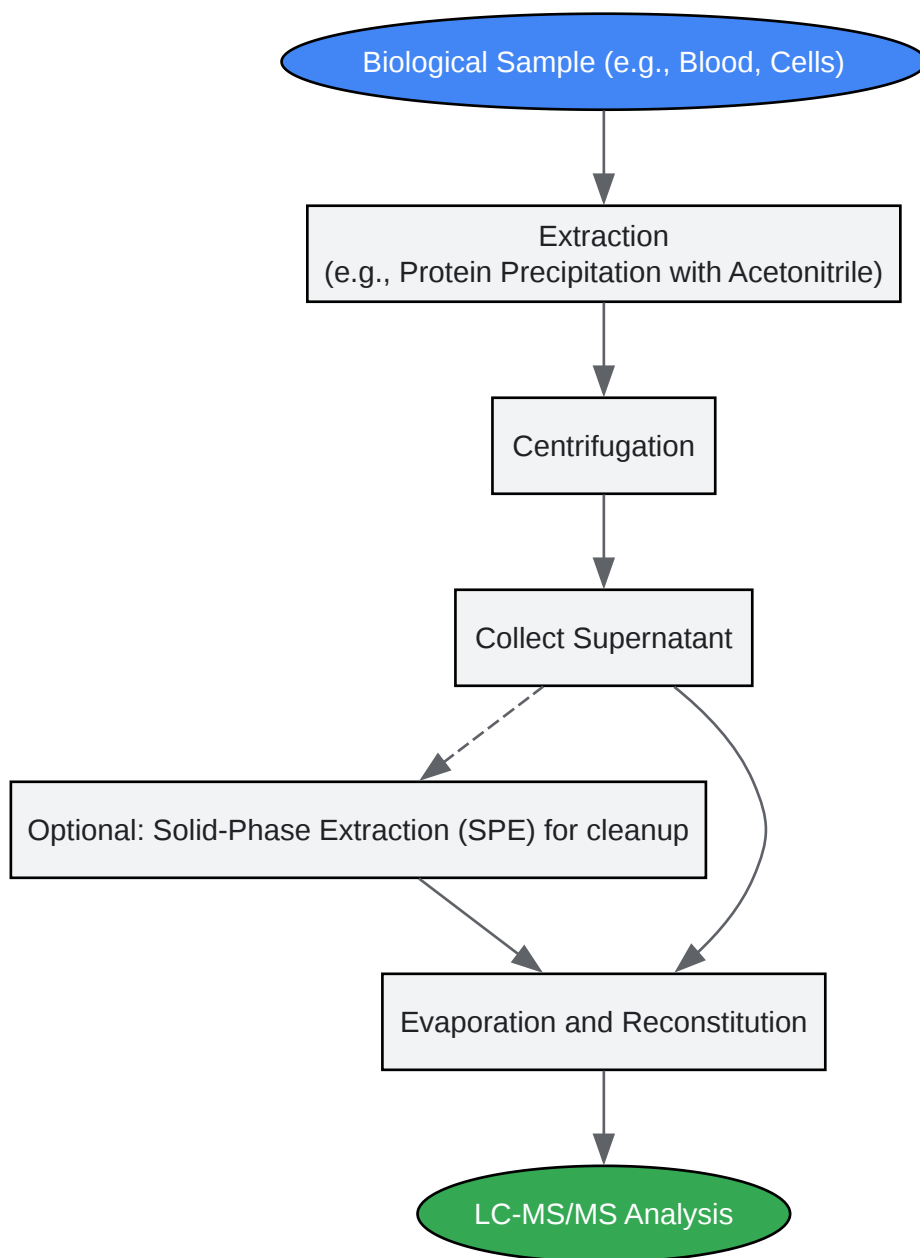 Biological Sample (e.g., Blood, Cells)
Extraction
(e.g., Protein Precipitation with Acetonitrile)
Centrifugation
Collect Supernatant
Optional: Solid-Phase Extraction (SPE) for cleanup
Evaporation and Reconstitution
LC-MS/MS Analysis